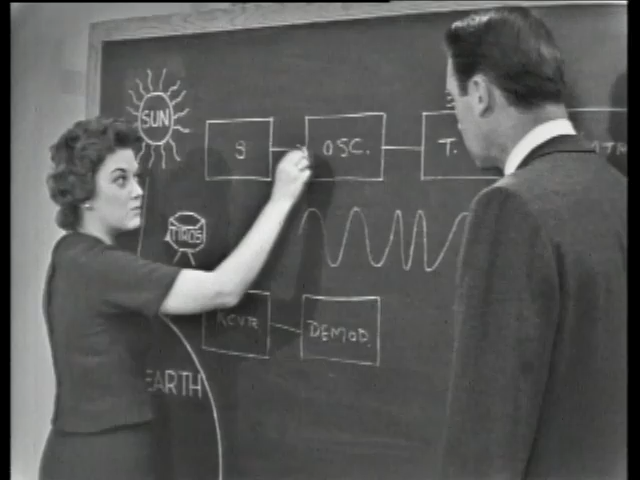 SUN
S OSC. T.
TIROS
RCVR DEMOD.
EARTH